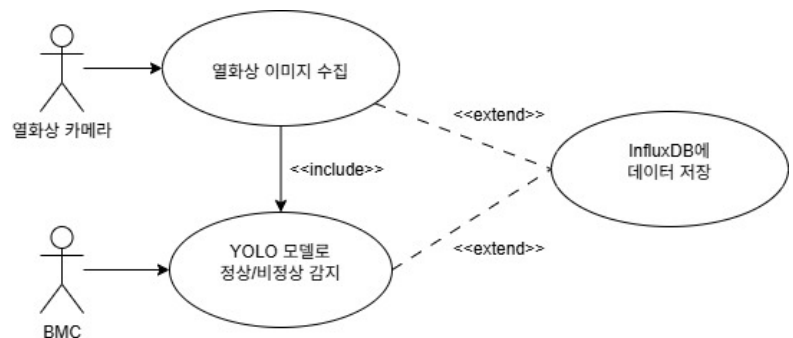 열화상 카메라
열화상 이미지 수집
<<extend>>
InfluxDB에
데이터 저장
<<include>>
YOLO 모델로
정상/비정상 감지
<<extend>>
BMC